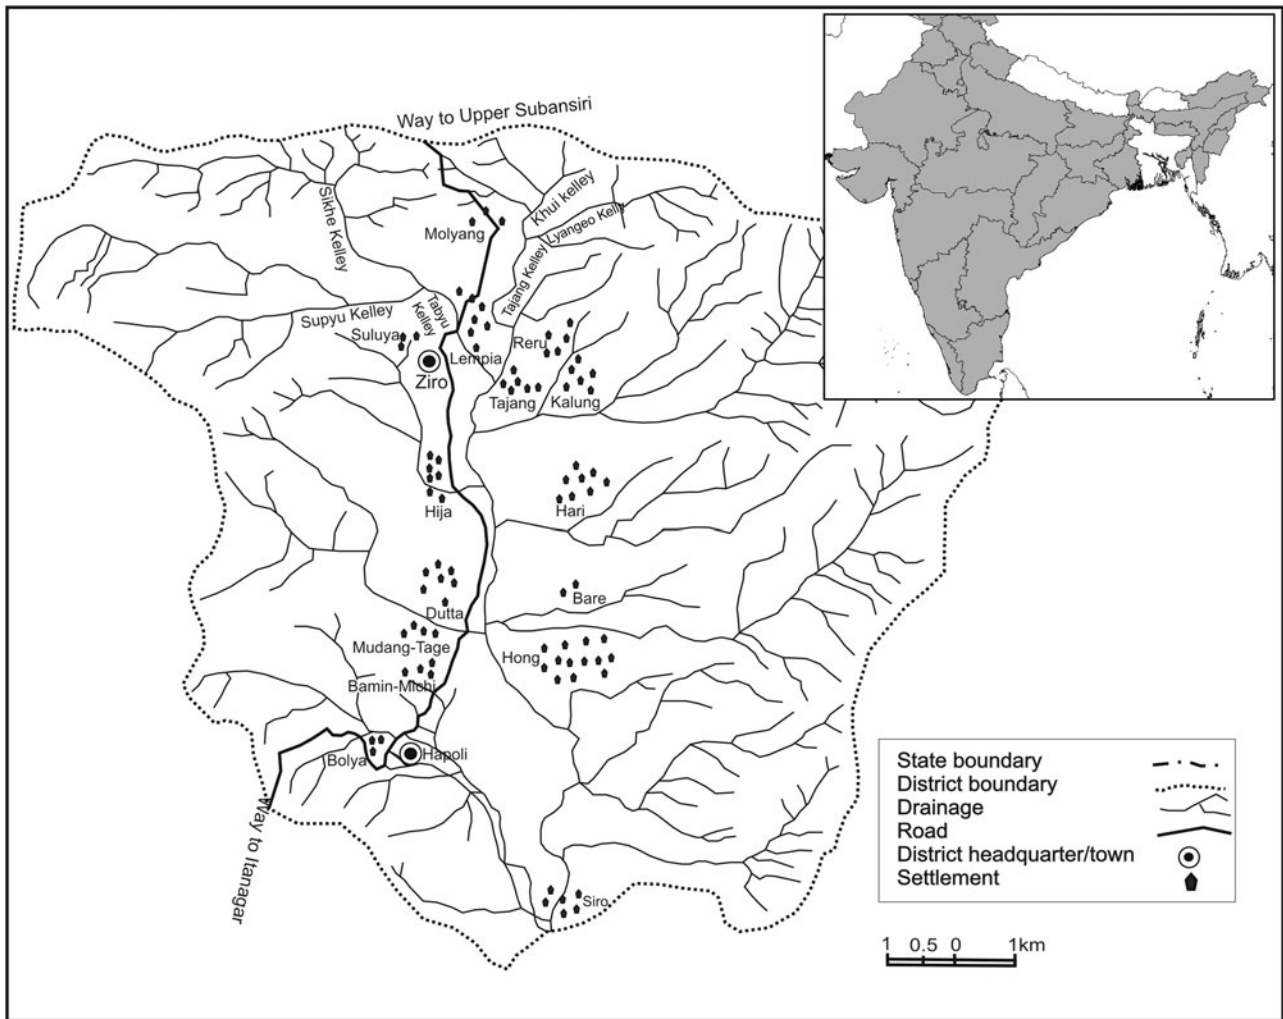 Way to Upper Subansiri
Sikhe Kelley
Khui kelley
Lyangeo Kelly
Molyang
Tajang Kelley
Supyu Kelley
Tabyu
Kelley
Suluya
Lempia
Reru
Ziro
Tajang
Kalung
Hija
Hari
Dutta
Bare
Mudang-Tage
Hong
Bamin-Michi
Bolya
Hapoli
Way to Itanagar
Siro
State boundary
District boundary
Drainage
Road
District headquarter/town
Settlement
1 0.5 0 1km